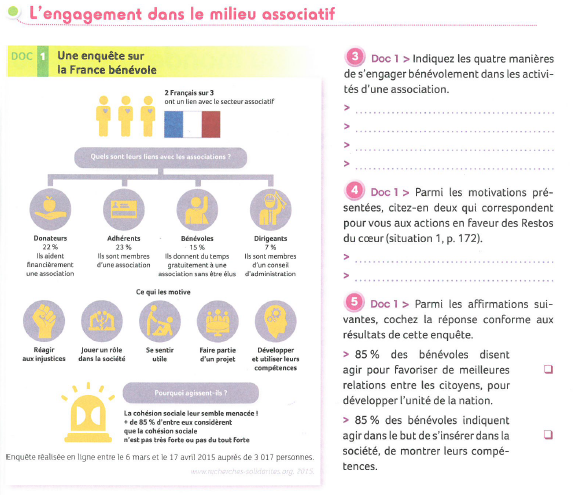 L'engagement dans le milieu associatif
DOC 1 Une enquête sur
la France bénévole
2 Français sur 3
ont un lien avec le secteur associatif
Quels sont leurs liens avec les associations ?
Donateurs
22 %
Ils aident
financièrement
une association
Adhérents
23 %
Ils sont membres
d'une association
Bénévoles
15 %
Ils donnent du temps
gratuitement à une
association sans être élus
Dirigeants
7 %
Ils sont membres
d'un conseil
d'administration
Ce qui les motive
Réagir
aux injustices
Jouer un rôle
dans la société
Se sentir
utile
Faire partie
d'un projet
Développer
et utiliser leurs
compétences
Pourquoi agissent-ils ?
La cohésion sociale leur semble menacée !
+ de 85 % d'entre eux considèrent
que la cohésion sociale
n'est pas très forte ou pas du tout forte
Enquête réalisée en ligne entre le 6 mars et le 17 avril 2015 auprès de 3 017 personnes.
www.recherches-solidarites.org, 2015.
3 Doc 1 > Indiquez les quatre manières
de s'engager bénévolement dans les activi-
tés d'une association.
>
>
>
>
4 Doc 1 > Parmi les motivations pré-
sentées, citez-en deux qui correspondent
pour vous aux actions en faveur des Restos
du cœur (situation 1, p. 172).
>
>
5 Doc 1 > Parmi les affirmations sui-
vantes, cochez la réponse conforme aux
résultats de cette enquête.
> 85 % des bénévoles disent
agir pour favoriser de meilleures
relations entre les citoyens, pour
développer l'unité de la nation.
> 85 % des bénévoles indiquent
agir dans le but de s'insérer dans la
société, de montrer leurs compé-
tences.